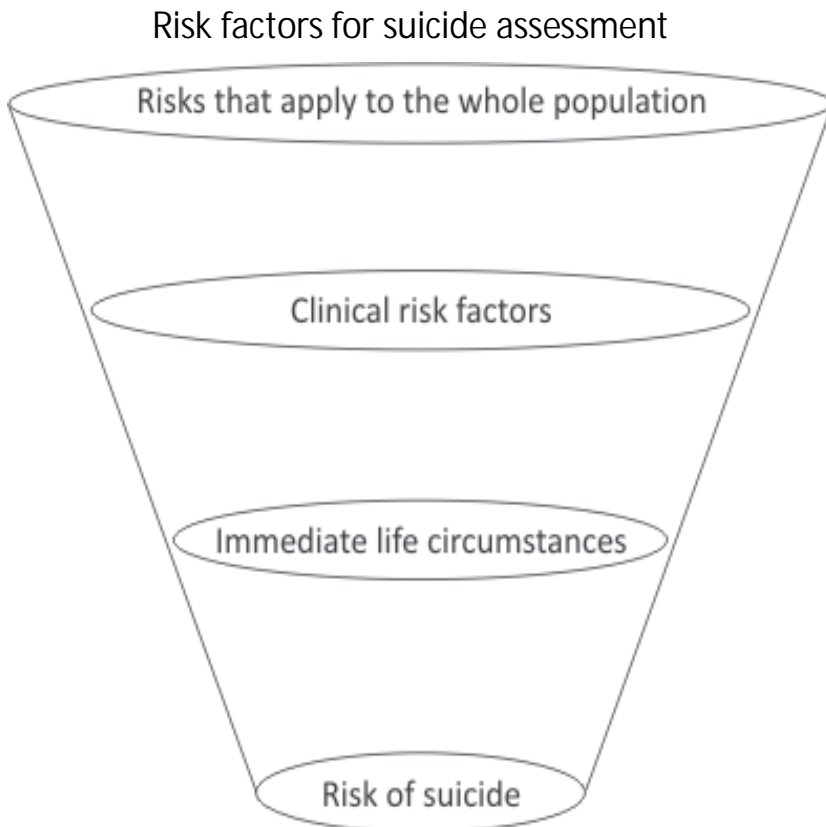 Risk factors for suicide assessment
Risks that apply to the whole population
Clinical risk factors
Immediate life circumstances
Risk of suicide